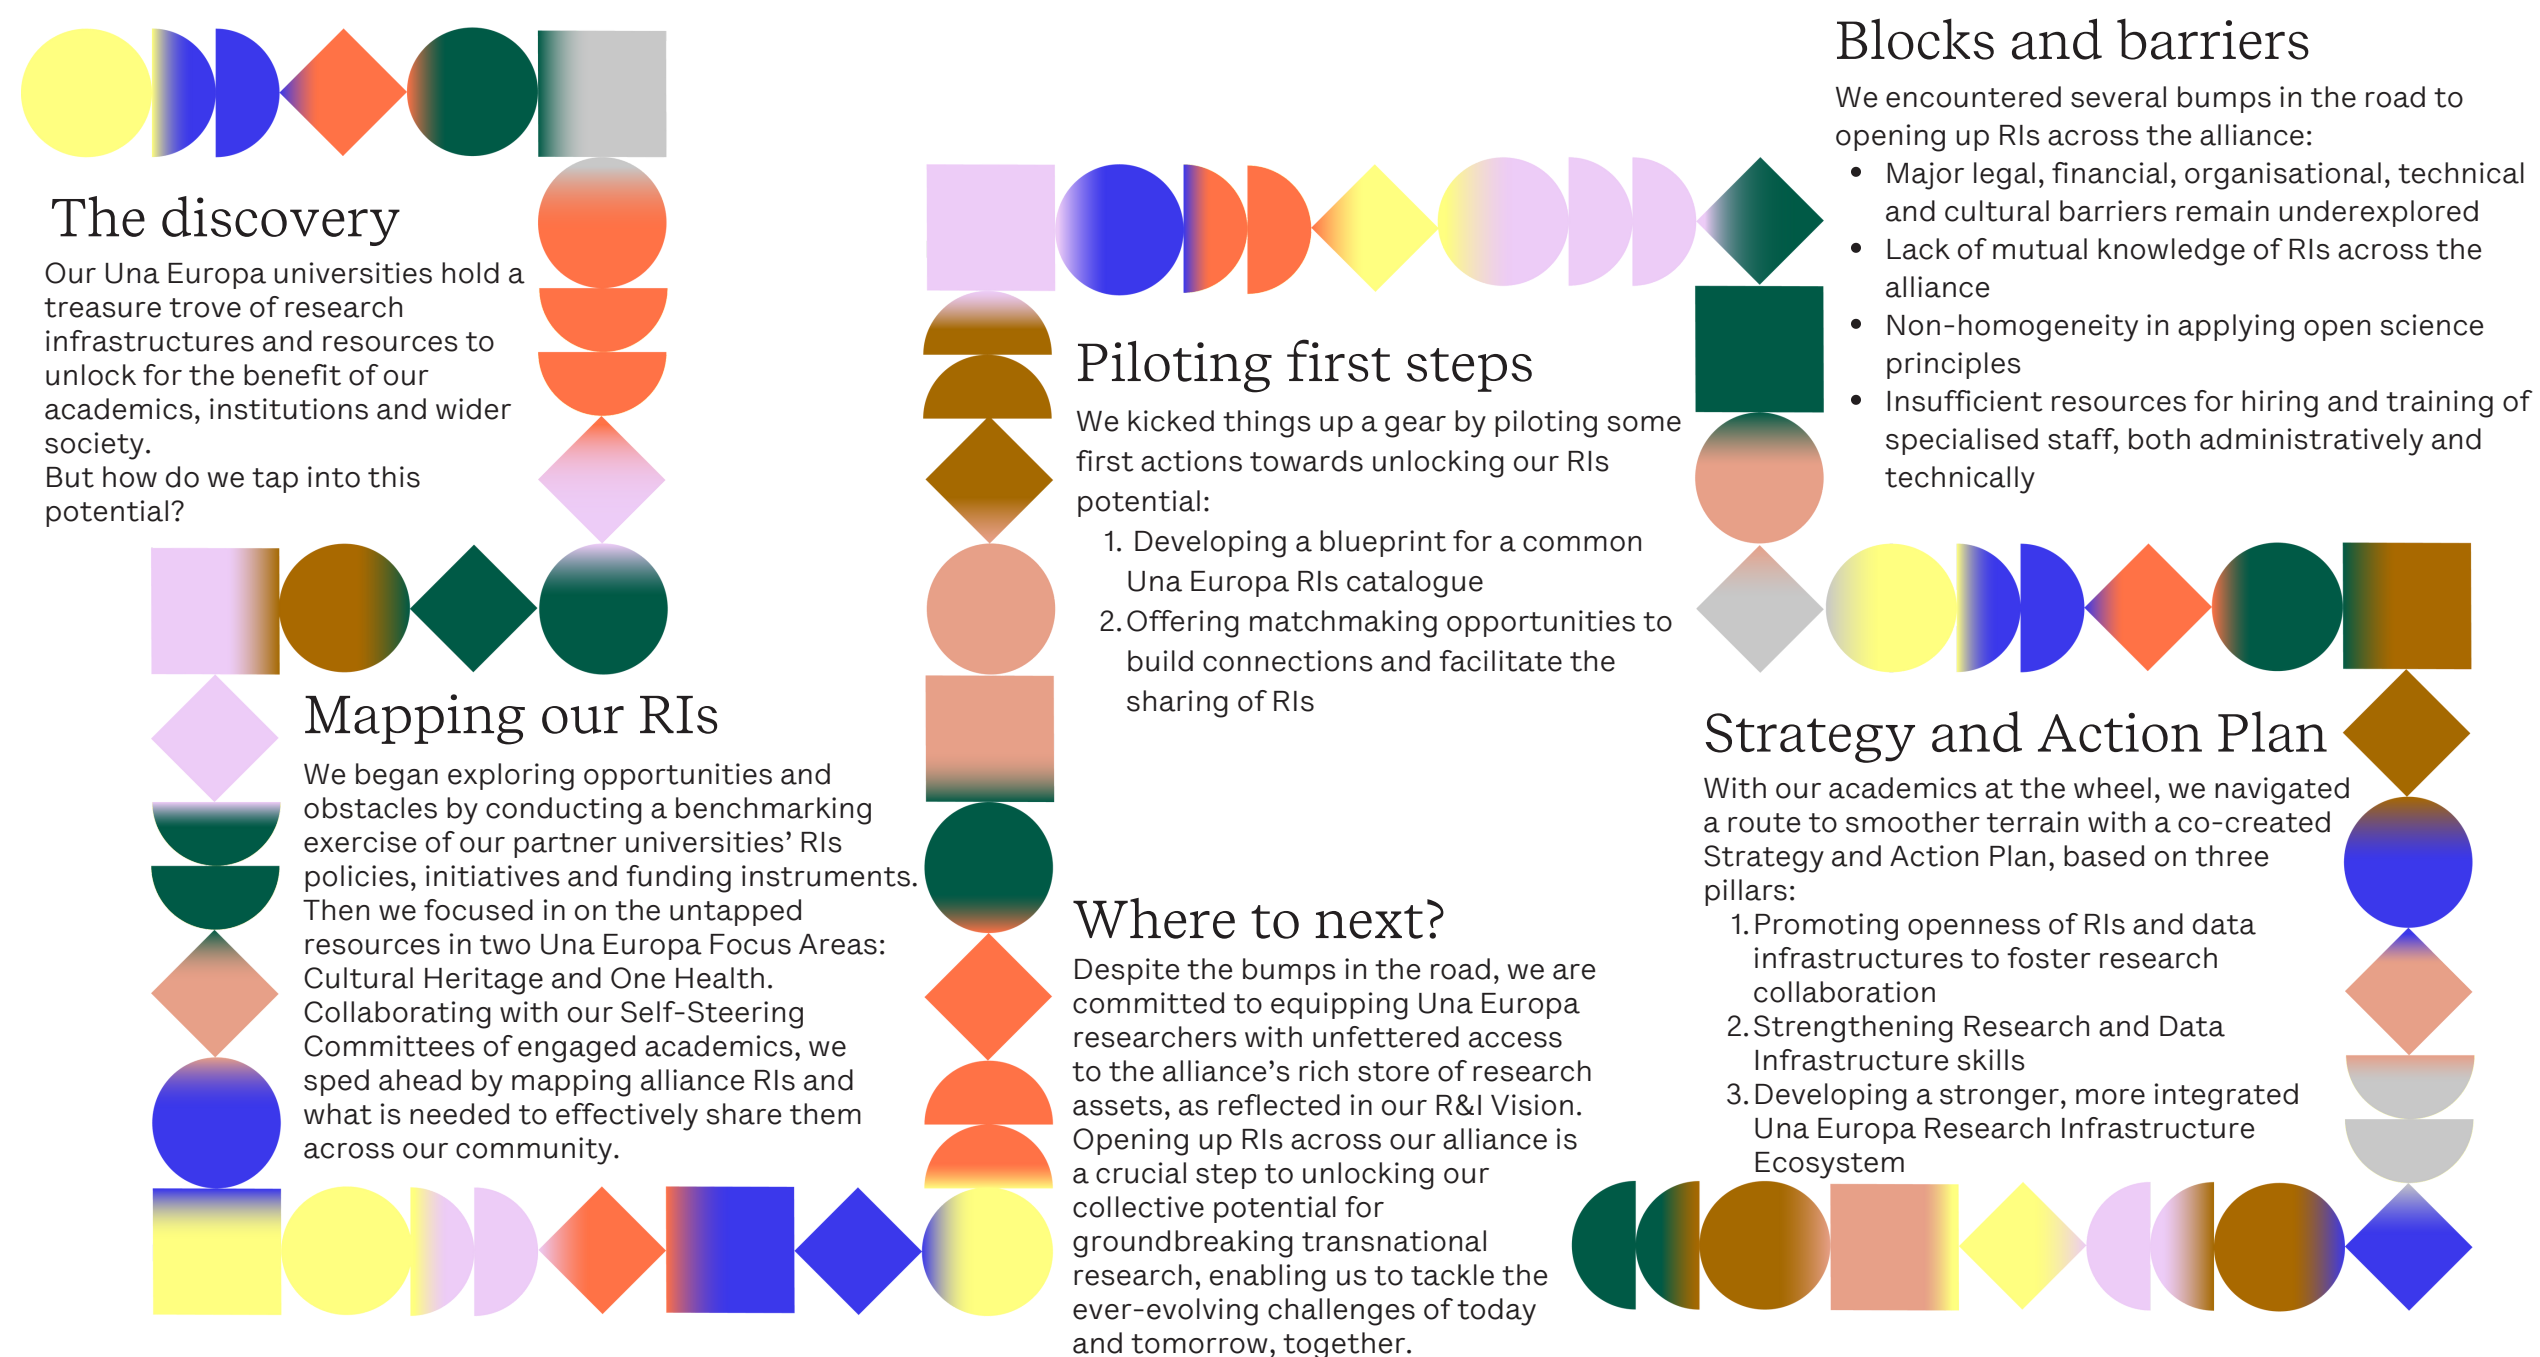 The discovery
Our Una Europa universities hold a
treasure trove of research
infrastructures and resources to
unlock for the benefit of our
academics, institutions and wider
society.
But how do we tap into this
potential?
Mapping our RIs
We began exploring opportunities and
obstacles by conducting a benchmarking
exercise of our partner universities’ RIs
policies, initiatives and funding instruments.
Then we focused in on the untapped
resources in two Una Europa Focus Areas:
Cultural Heritage and One Health.
Collaborating with our Self-Steering
Committees of engaged academics, we
sped ahead by mapping alliance RIs and
what is needed to effectively share them
across our community.
Piloting first steps
We kicked things up a gear by piloting some
first actions towards unlocking our RIs
potential:
1. Developing a blueprint for a common
Una Europa RIs catalogue
2. Offering matchmaking opportunities to
build connections and facilitate the
sharing of RIs
Blocks and barriers
We encountered several bumps in the road to
opening up RIs across the alliance:
• Major legal, financial, organisational, technical
and cultural barriers remain underexplored
• Lack of mutual knowledge of RIs across the
alliance
• Non-homogeneity in applying open science
principles
• Insufficient resources for hiring and training of
specialised staff, both administratively and
technically
Strategy and Action Plan
With our academics at the wheel, we navigated
a route to smoother terrain with a co-created
Strategy and Action Plan, based on three
pillars:
1. Promoting openness of RIs and data
infrastructures to foster research
collaboration
2. Strengthening Research and Data
Infrastructure skills
3. Developing a stronger, more integrated
Una Europa Research Infrastructure
Ecosystem
Where to next?
Despite the bumps in the road, we are
committed to equipping Una Europa
researchers with unfettered access
to the alliance’s rich store of research
assets, as reflected in our R&I Vision.
Opening up RIs across our alliance is
a crucial step to unlocking our
collective potential for
groundbreaking transnational
research, enabling us to tackle the
ever-evolving challenges of today
and tomorrow, together.